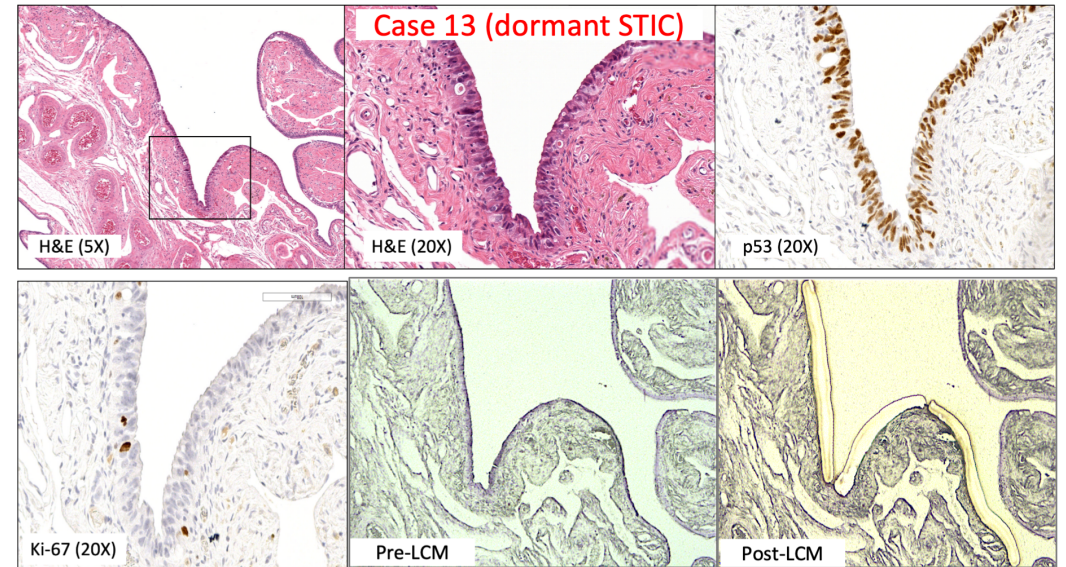 Case 13 (dormant STIC)
H&E (5X)
H&E (20X)
p53 (20X)
Ki-67 (20X)
Pre-LCM
Post-LCM